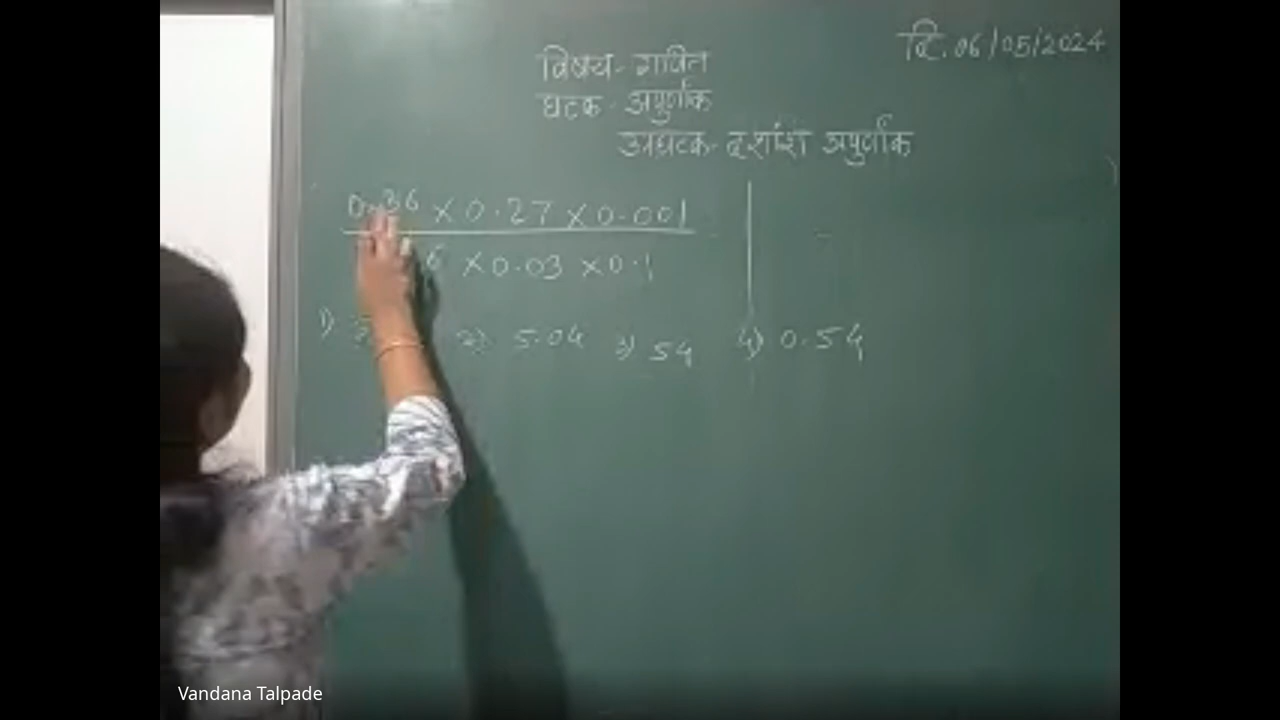 दि. 06/05/2024
विषय - गणित
घटक - अपुर्णांक
उपघटक - दशांश अपुर्णांक
0.36 × 0.27 × 0.001
6 × 0.03 × 0.1
1) 2) 5.04 3) 54 4) 0.54
Vandana Talpade